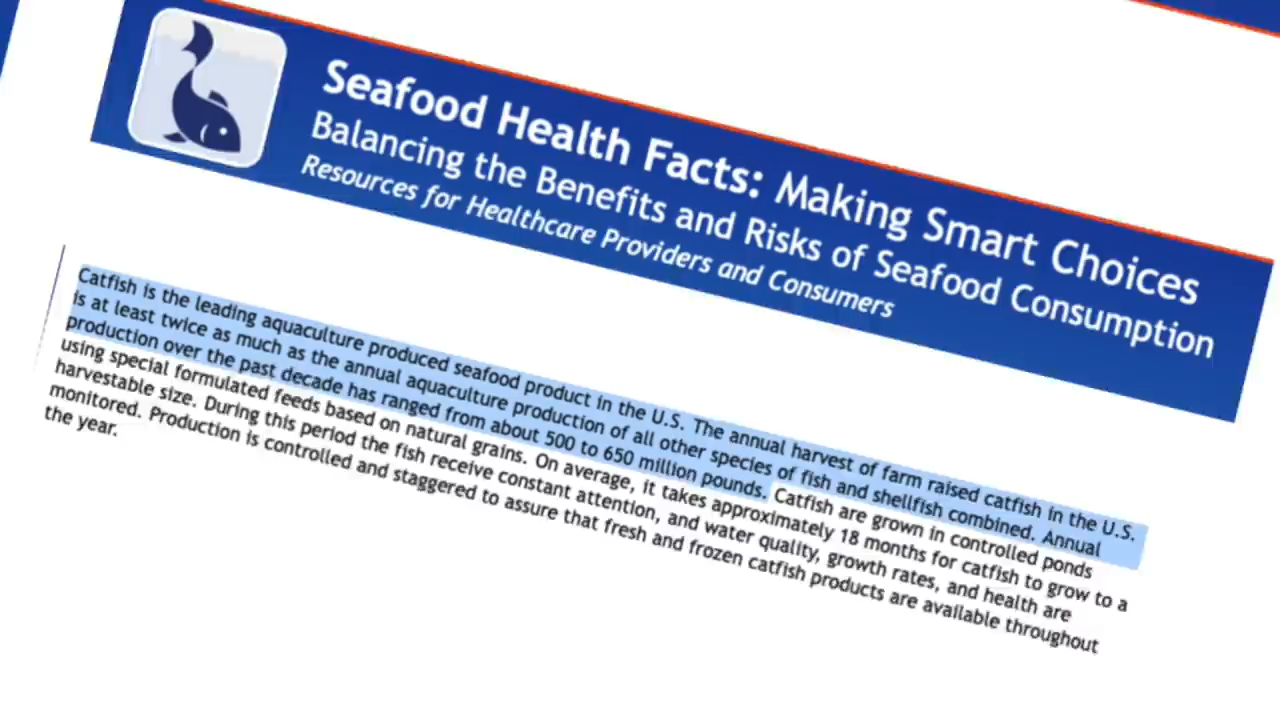 Seafood Health Facts: Making Smart Choices
Balancing the Benefits and Risks of Seafood Consumption
Resources for Healthcare Providers and Consumers
Catfish is the leading aquaculture produced seafood product in the U.S. The annual harvest of farm raised catfish in the U.S.
is at least twice as much as the annual aquaculture production of all other species of fish and shellfish combined. Annual
production over the past decade has ranged from about 500 to 650 million pounds. Catfish are grown in controlled ponds
using special formulated feeds based on natural grains. On average, it takes approximately 18 months for catfish to grow to a
harvestable size. During this period the fish receive constant attention, and water quality, growth rates, and health are
monitored. Production is controlled and staggered to assure that fresh and frozen catfish products are available throughout
the year.